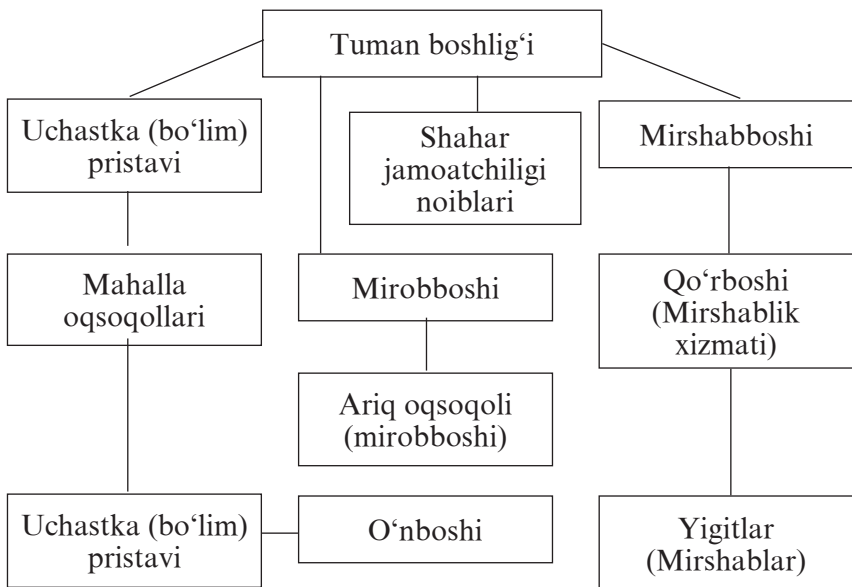 Tuman boshlig‘i
Uchastka (bo‘lim)
pristavi
Shahar
jamoatchiligi
noiblari
Mirshabboshi
Mahalla
oqsoqollari
Mirobboshi
Qo‘rboshi
(Mirshablik
xizmati)
Ariq oqsoqoli
(mirobboshi)
Uchastka (bo‘lim)
pristavi
O‘nboshi
Yigitlar
(Mirshablar)